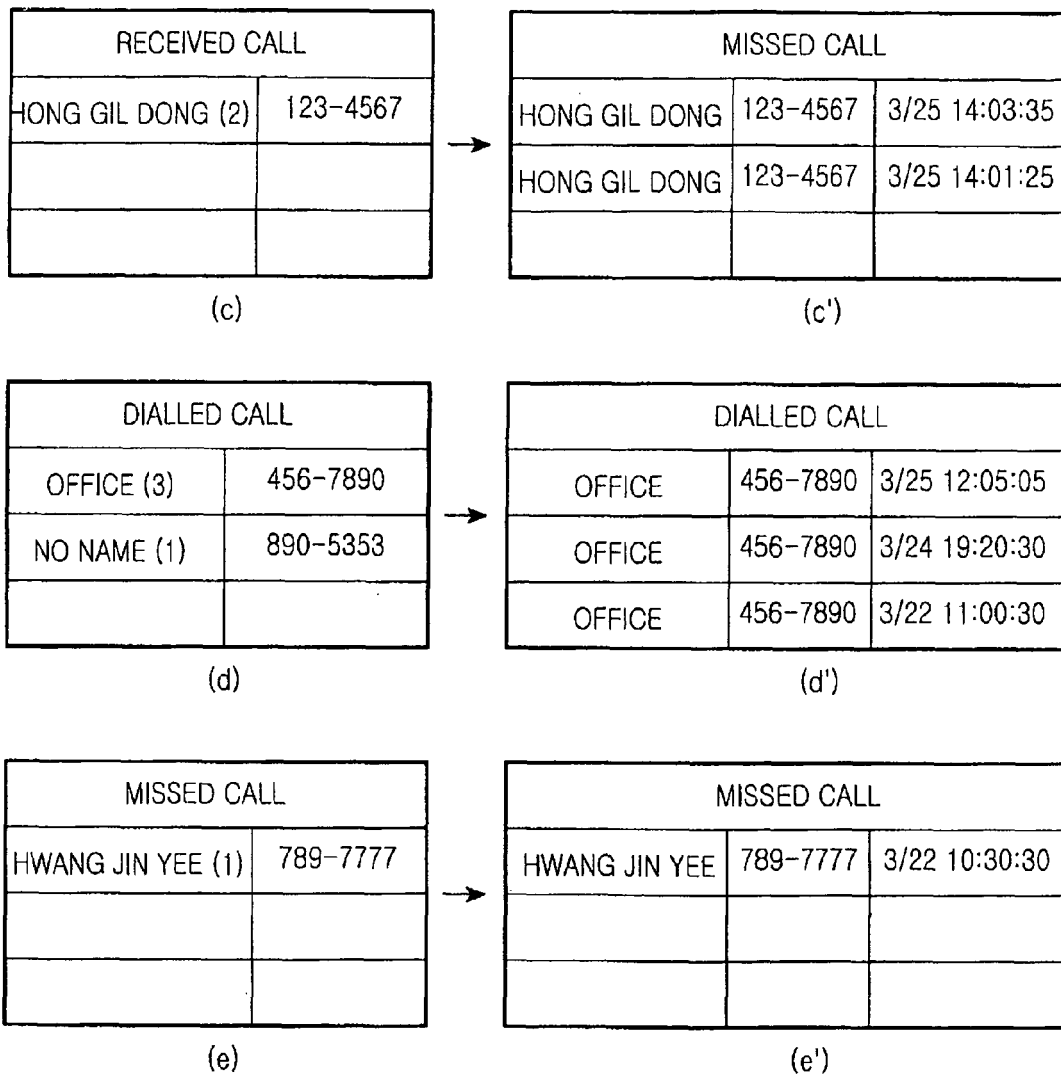 RECEIVED CALL
HONG GIL DONG (2) 123-4567
(c)
MISSED CALL
HONG GIL DONG 123-4567 3/25 14:03:35
HONG GIL DONG 123-4567 3/25 14:01:25
(c')
DIALLED CALL
OFFICE (3) 456-7890
NO NAME (1) 890-5353
(d)
DIALLED CALL
OFFICE 456-7890 3/25 12:05:05
OFFICE 456-7890 3/24 19:20:30
OFFICE 456-7890 3/22 11:00:30
(d')
MISSED CALL
HWANG JIN YEE (1) 789-7777
(e)
MISSED CALL
HWANG JIN YEE 789-7777 3/22 10:30:30
(e')